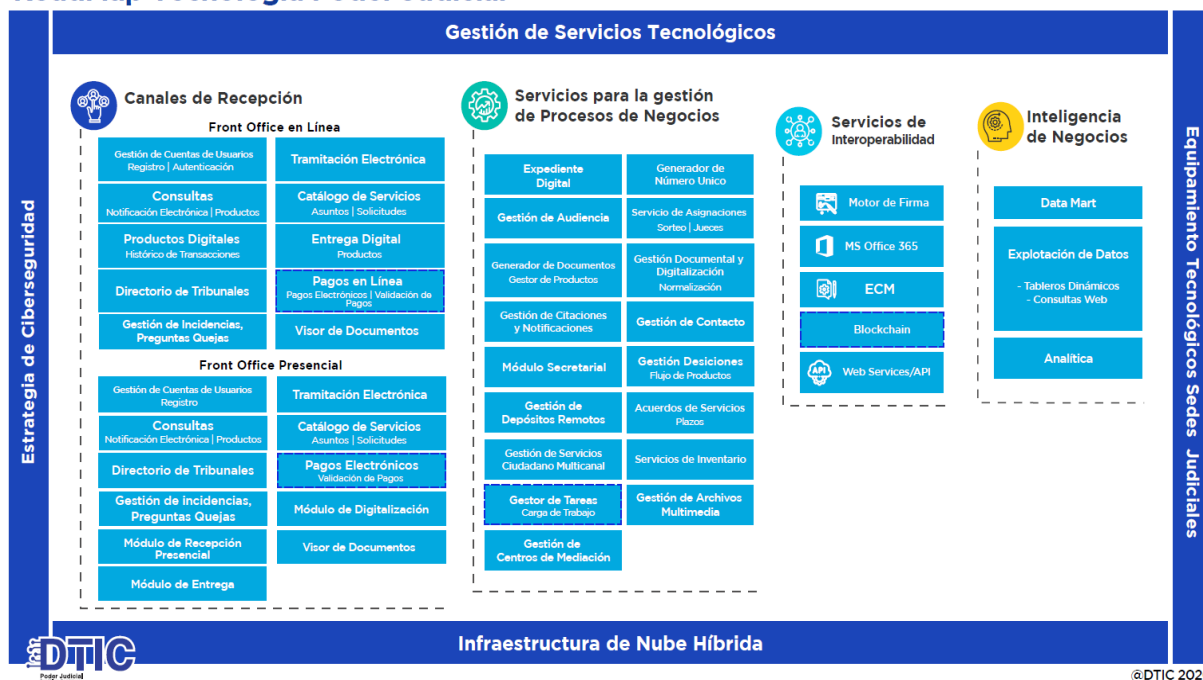 Gestión de Servicios Tecnológicos
Estrategia de Ciberseguridad
Canales de Recepción
Front Office en Línea
Gestión de Cuentas de Usuarios
Registro | Autenticación
Tramitación Electrónica
Consultas
Notificación Electrónica | Productos
Catálogo de Servicios
Asuntos | Solicitudes
Productos Digitales
Histórico de Transacciones
Entrega Digital
Productos
Directorio de Tribunales
Pagos en Línea
Pagos Electrónicos | Validación de
Pagos
Gestión de Incidencias,
Preguntas Quejas
Visor de Documentos
Front Office Presencial
Gestión de Cuentas de Usuarios
Registro
Tramitación Electrónica
Consultas
Notificación Electrónica | Productos
Catálogo de Servicios
Asuntos | Solicitudes
Directorio de Tribunales
Pagos Electrónicos
Validación de Pagos
Gestión de incidencias,
Preguntas Quejas
Módulo de Digitalización
Módulo de Recepción
Presencial
Visor de Documentos
Módulo de Entrega
Servicios para la gestión
de Procesos de Negocios
Expediente
Digital
Generador de
Número Unico
Gestión de Audiencia
Servicio de Asignaciones
Sorteo | Jueces
Generador de Documentos
Gestor de Productos
Gestión Documental y
Digitalización
Normalización
Gestión de Citaciones
y Notificaciones
Gestión de Contacto
Módulo Secretarial
Gestión Desiciones
Flujo de Productos
Gestión de
Depósitos Remotos
Acuerdos de Servicios
Plazos
Gestión de Servicios
Ciudadano Multicanal
Servicios de Inventario
Gestor de Tareas
Carga de Trabajo
Gestión de Archivos
Multimedia
Gestión de
Centros de Mediación
Servicios de
Interoperabilidad
Motor de Firma
MS Office 365
ECM
Blockchain
API
Web Services/API
Inteligencia
de Negocios
Data Mart
Explotación de Datos
- Tableros Dinámicos
- Consultas Web
Analítica
Equipamiento Tecnológicos Sedes Judiciales
Infraestructura de Nube Híbrida
DTIC
Poder Judicial
@DTIC 202